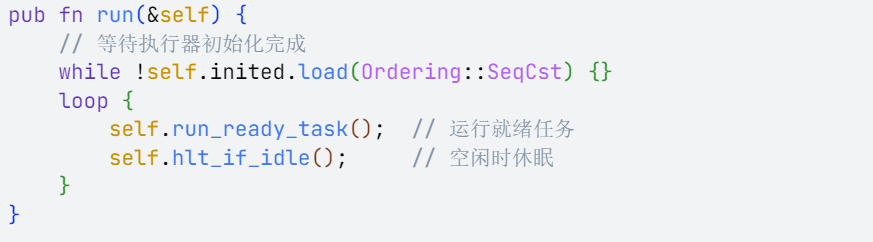 pub fn run(&self) {
    // 等待执行器初始化完成
    while !self.inited.load(Ordering::SeqCst) {}
    loop {
        self.run_ready_task();  // 运行就绪任务
        self.hlt_if_idle();     // 空闲时休眠
    }
}